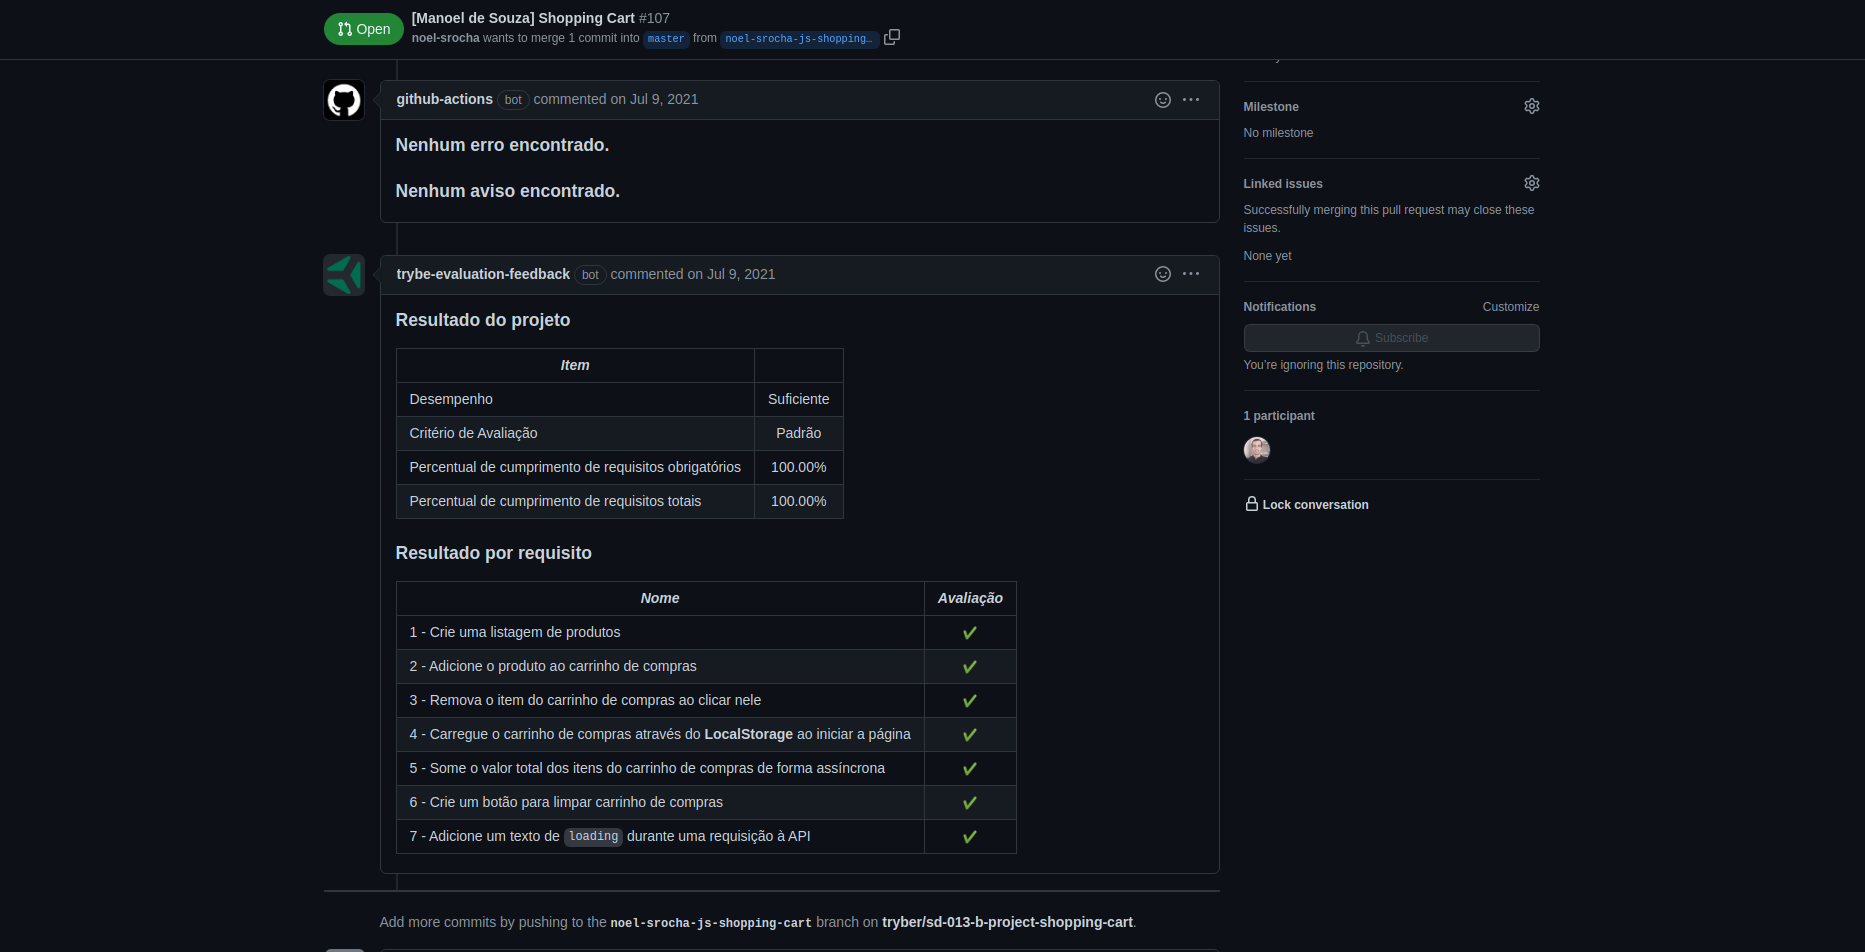 Open
[Manoel de Souza] Shopping Cart #107
noel-srocha wants to merge 1 commit into master from noel-srocha-js-shopping…
github-actions bot commented on Jul 9, 2021
Nenhum erro encontrado.
Nenhum aviso encontrado.
trybe-evaluation-feedback bot commented on Jul 9, 2021
Resultado do projeto
Item
Desempenho Suficiente
Critério de Avaliação Padrão
Percentual de cumprimento de requisitos obrigatórios 100.00%
Percentual de cumprimento de requisitos totais 100.00%
Resultado por requisito
Nome Avaliação
1 - Crie uma listagem de produtos ✔
2 - Adicione o produto ao carrinho de compras ✔
3 - Remova o item do carrinho de compras ao clicar nele ✔
4 - Carregue o carrinho de compras através do LocalStorage ao iniciar a página ✔
5 - Some o valor total dos itens do carrinho de compras de forma assíncrona ✔
6 - Crie um botão para limpar carrinho de compras ✔
7 - Adicione um texto de loading durante uma requisição à API ✔
Add more commits by pushing to the noel-srocha-js-shopping-cart branch on tryber/sd-013-b-project-shopping-cart.
Milestone
No milestone
Linked issues
Successfully merging this pull request may close these
issues.
None yet
Notifications Customize
Subscribe
You're ignoring this repository.
1 participant
Lock conversation